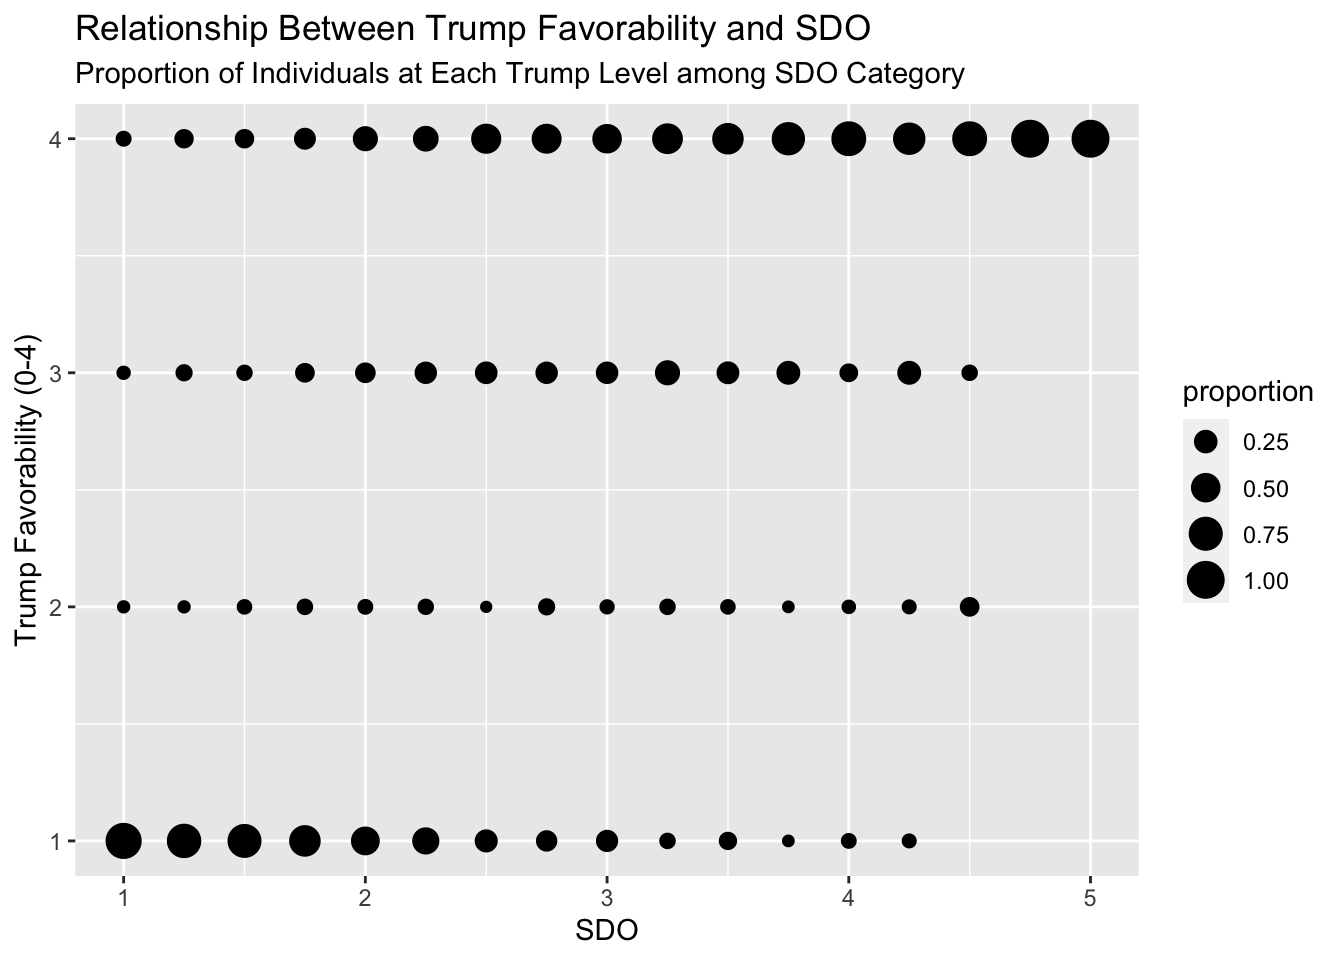 Relationship Between Trump Favorability and SDO
Proportion of Individuals at Each Trump Level among SDO Category
Trump Favorability (0-4)
4
3
2
1
1 2 3 4 5
SDO
proportion
0.25
0.50
0.75
1.00